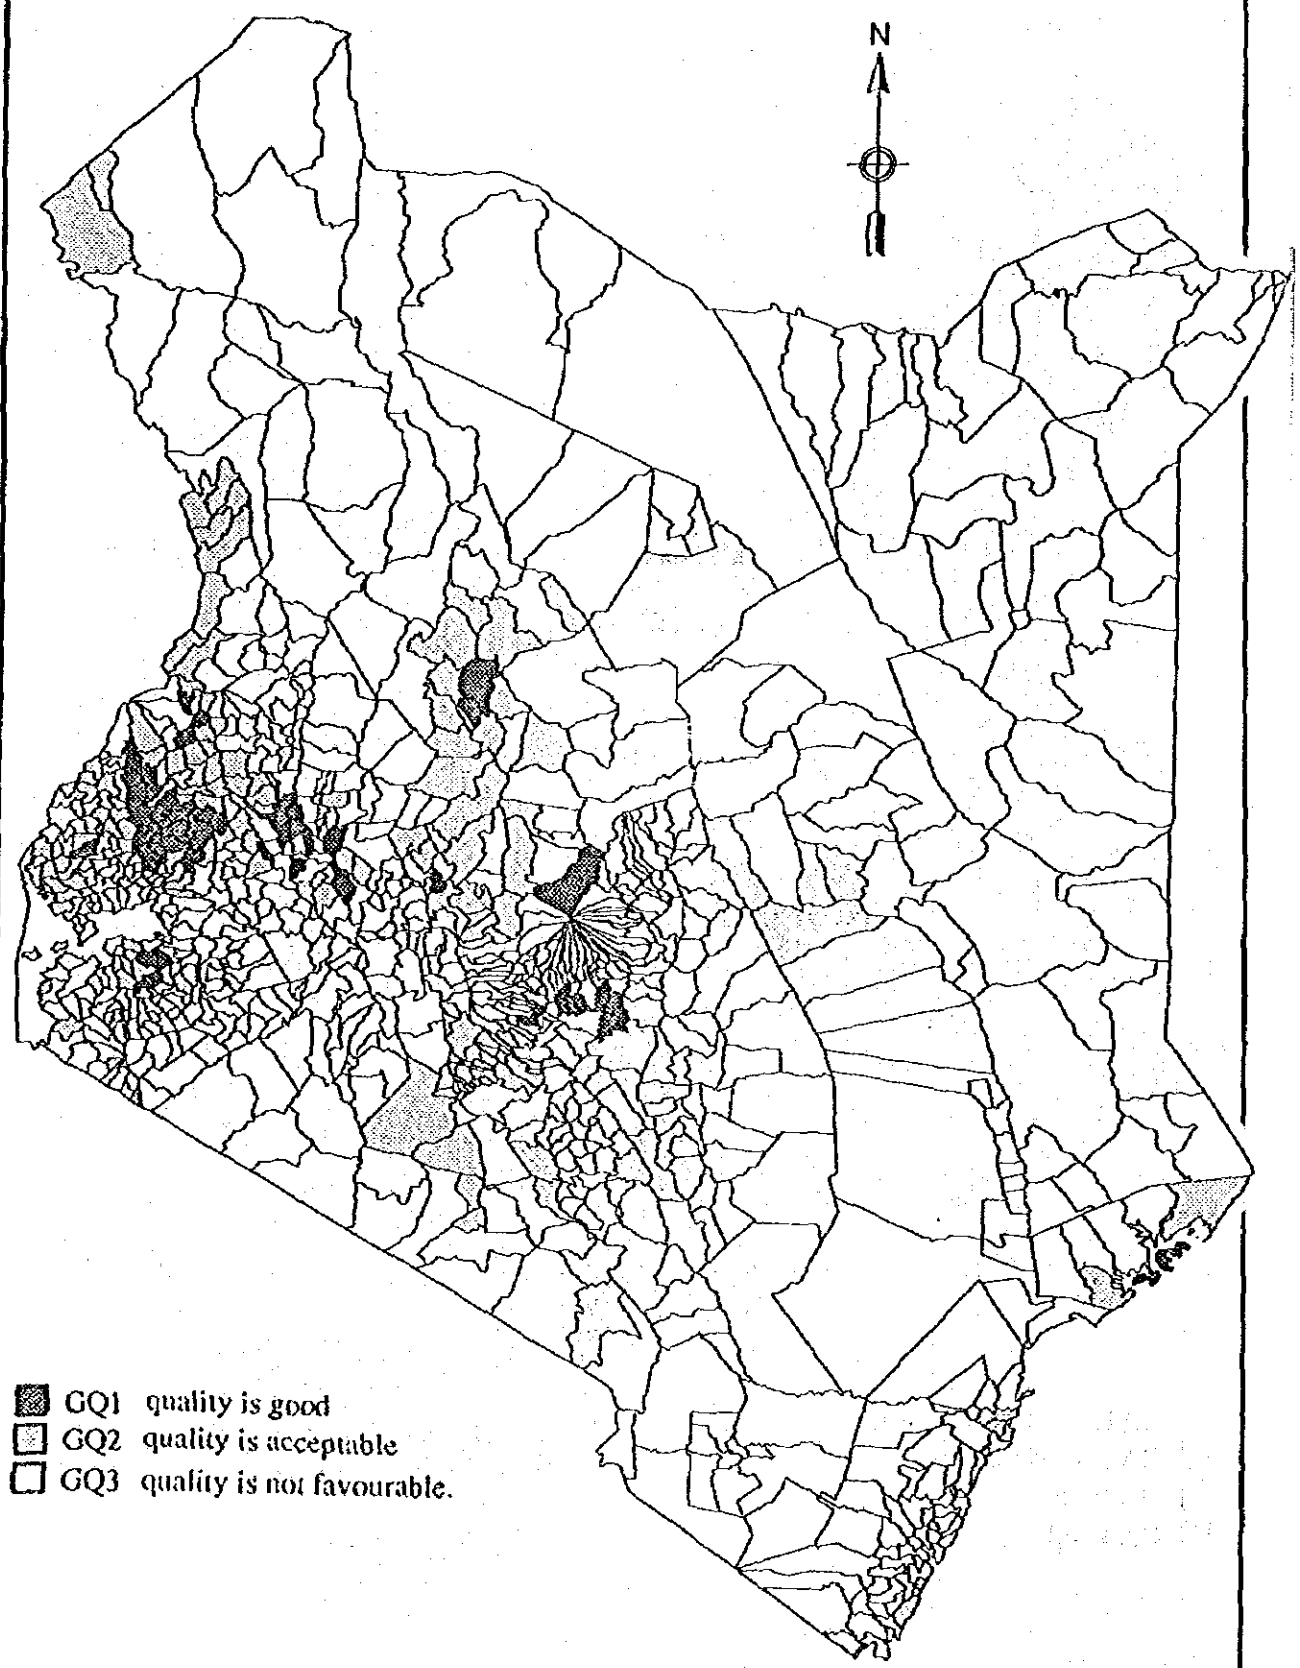 N
GQ1 quality is good
GQ2 quality is acceptable
GQ3 quality is not favourable.